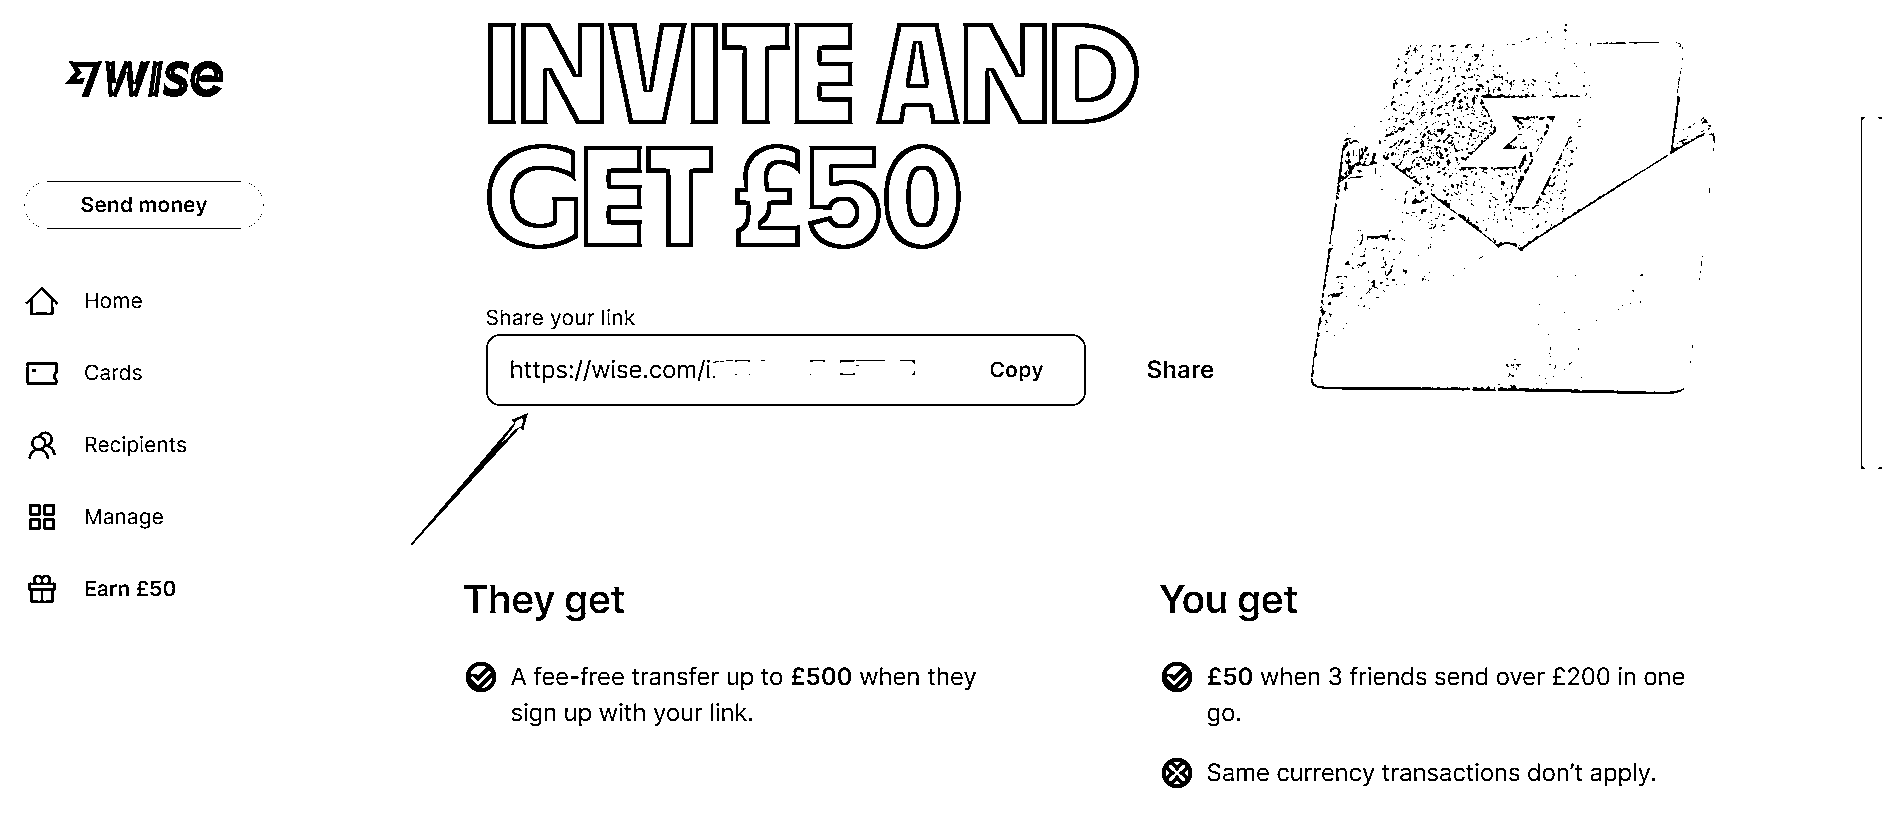 wise
Send money
Home
Cards
Recipients
Manage
Earn £50
INVITE AND
GET £50
Share your link
https://wise.com/i
Copy
Share
They get
A fee-free transfer up to £500 when they
sign up with your link.
You get
£50 when 3 friends send over £200 in one
go.
Same currency transactions don’t apply.